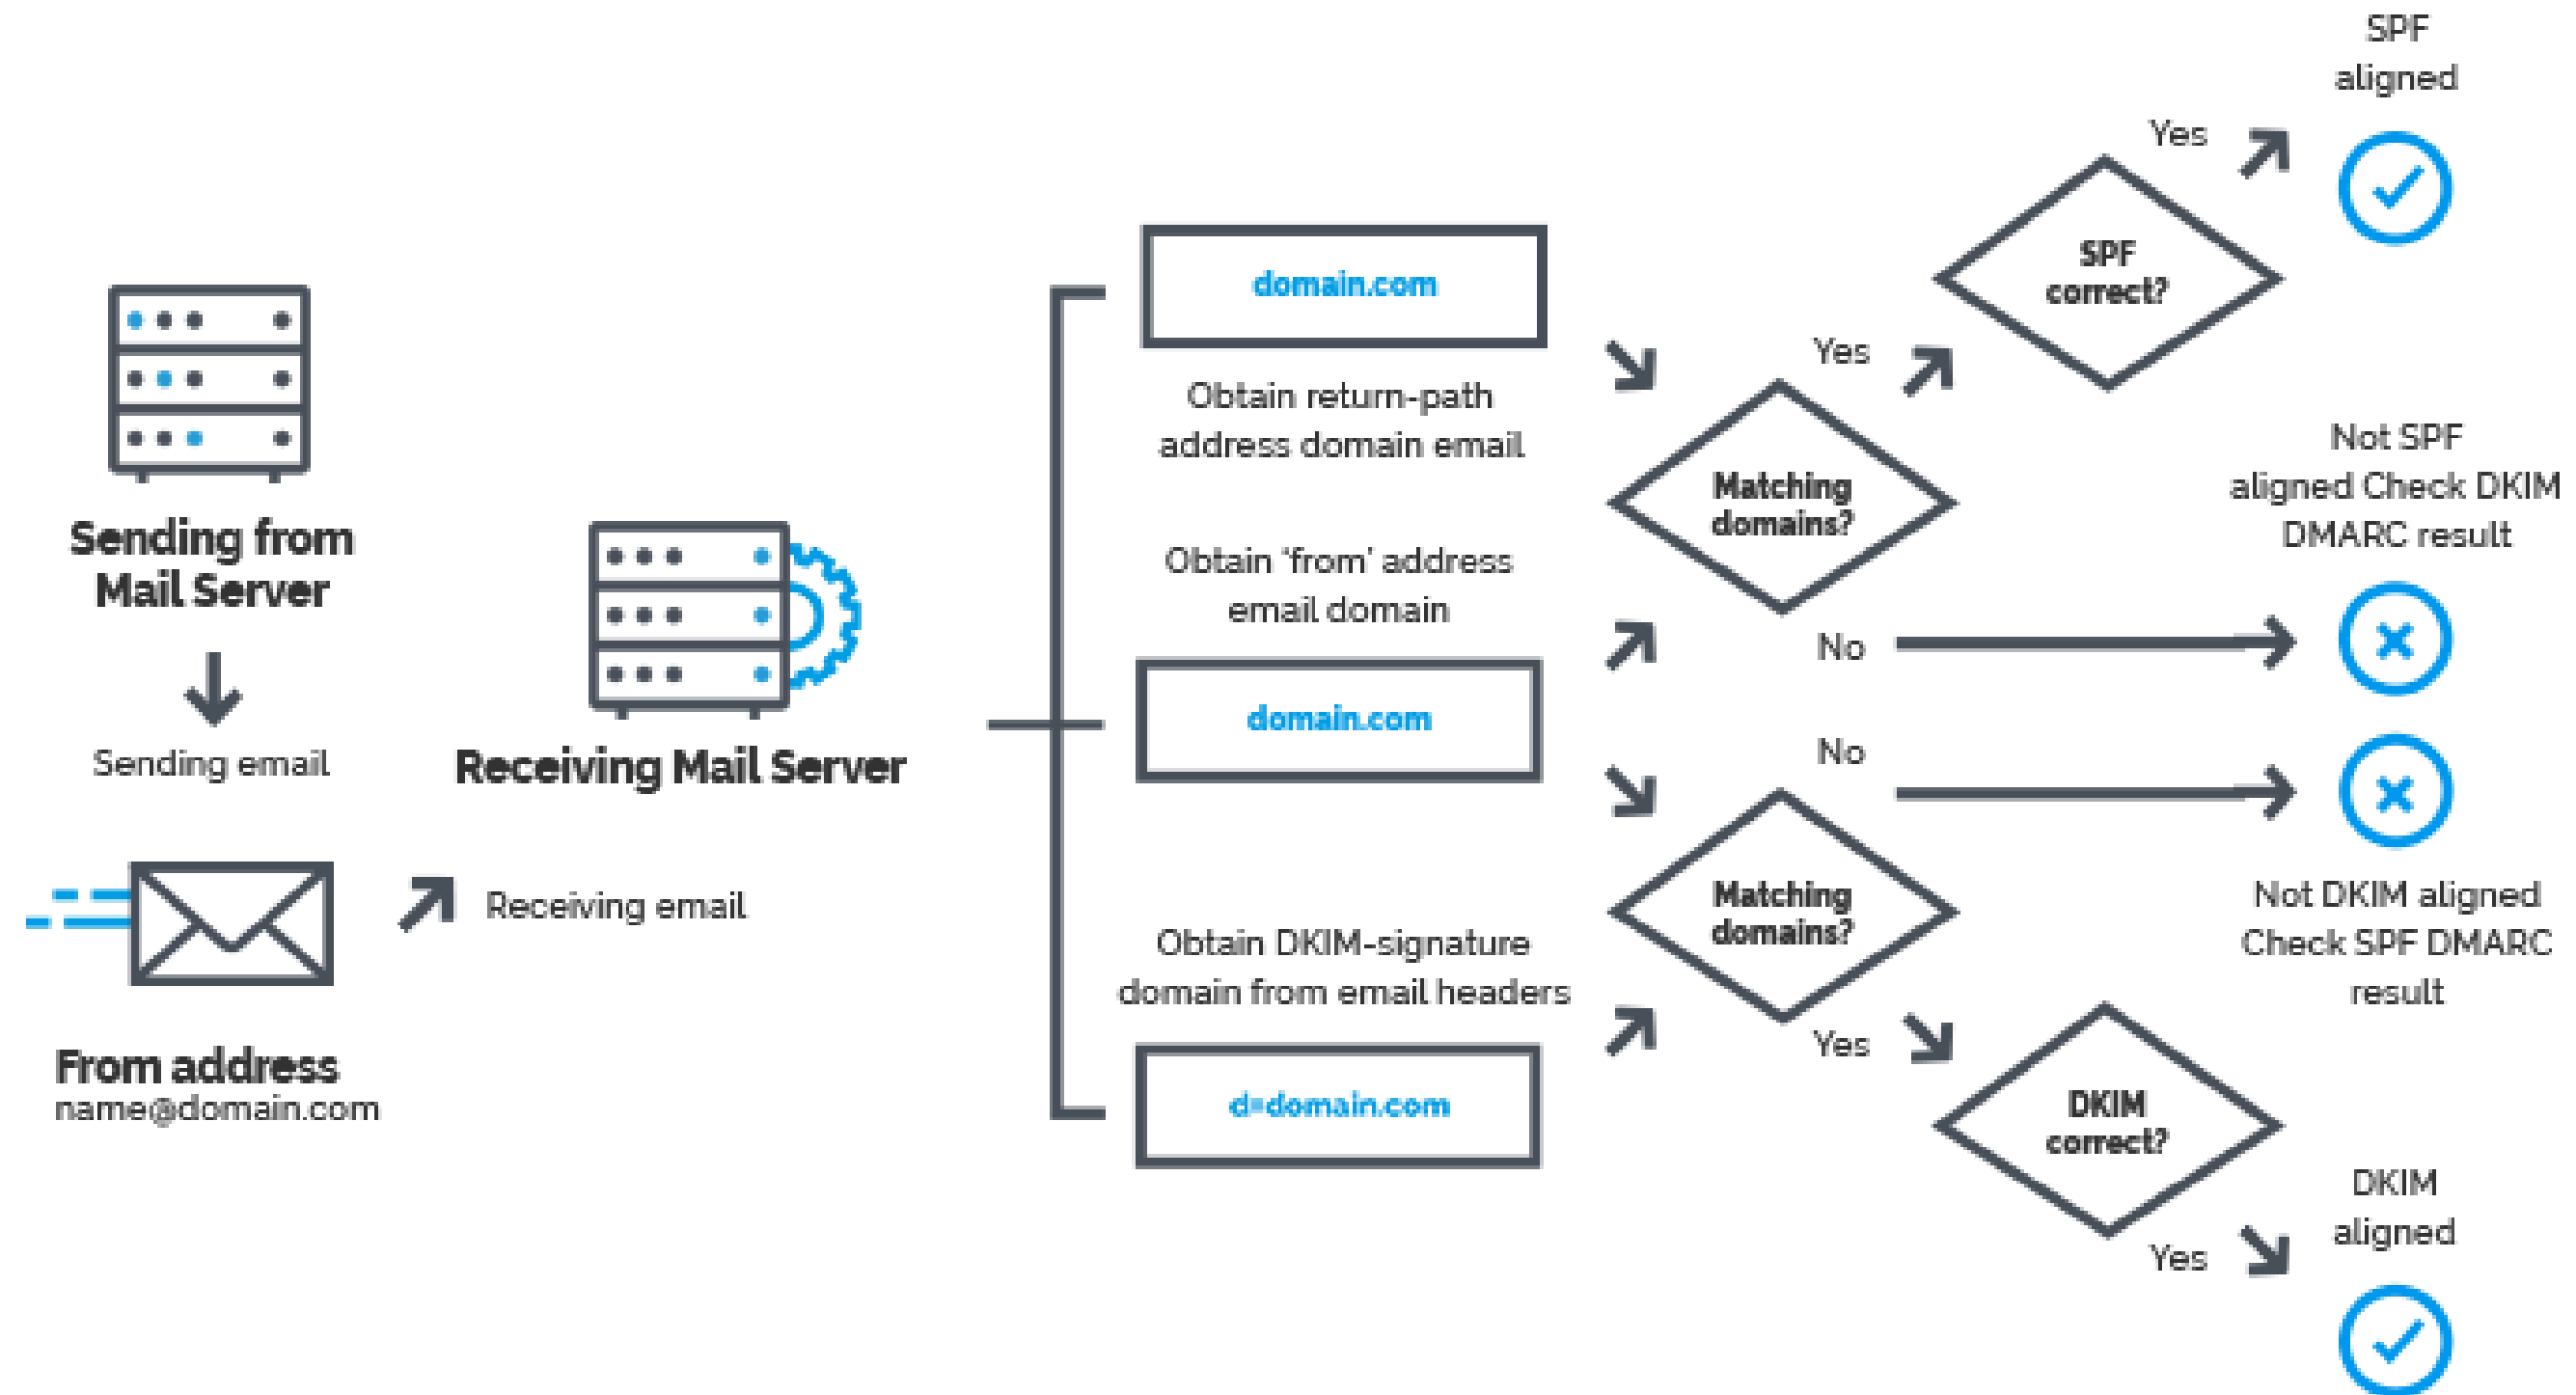 Sending from
Mail Server
Sending email
From address
name@domain.com
Receiving email
Receiving Mail Server
domain.com
Obtain return-path
address domain email
Obtain ‘from’ address
email domain
domain.com
Obtain DKIM-signature
domain from email headers
d=domain.com
Matching
domains?
Yes
No
SPF
correct?
Yes
SPF
aligned
Not SPF
aligned Check DKIM
DMARC result
No
Matching
domains?
Yes
Not DKIM aligned
Check SPF DMARC
result
DKIM
correct?
Yes
DKIM
aligned